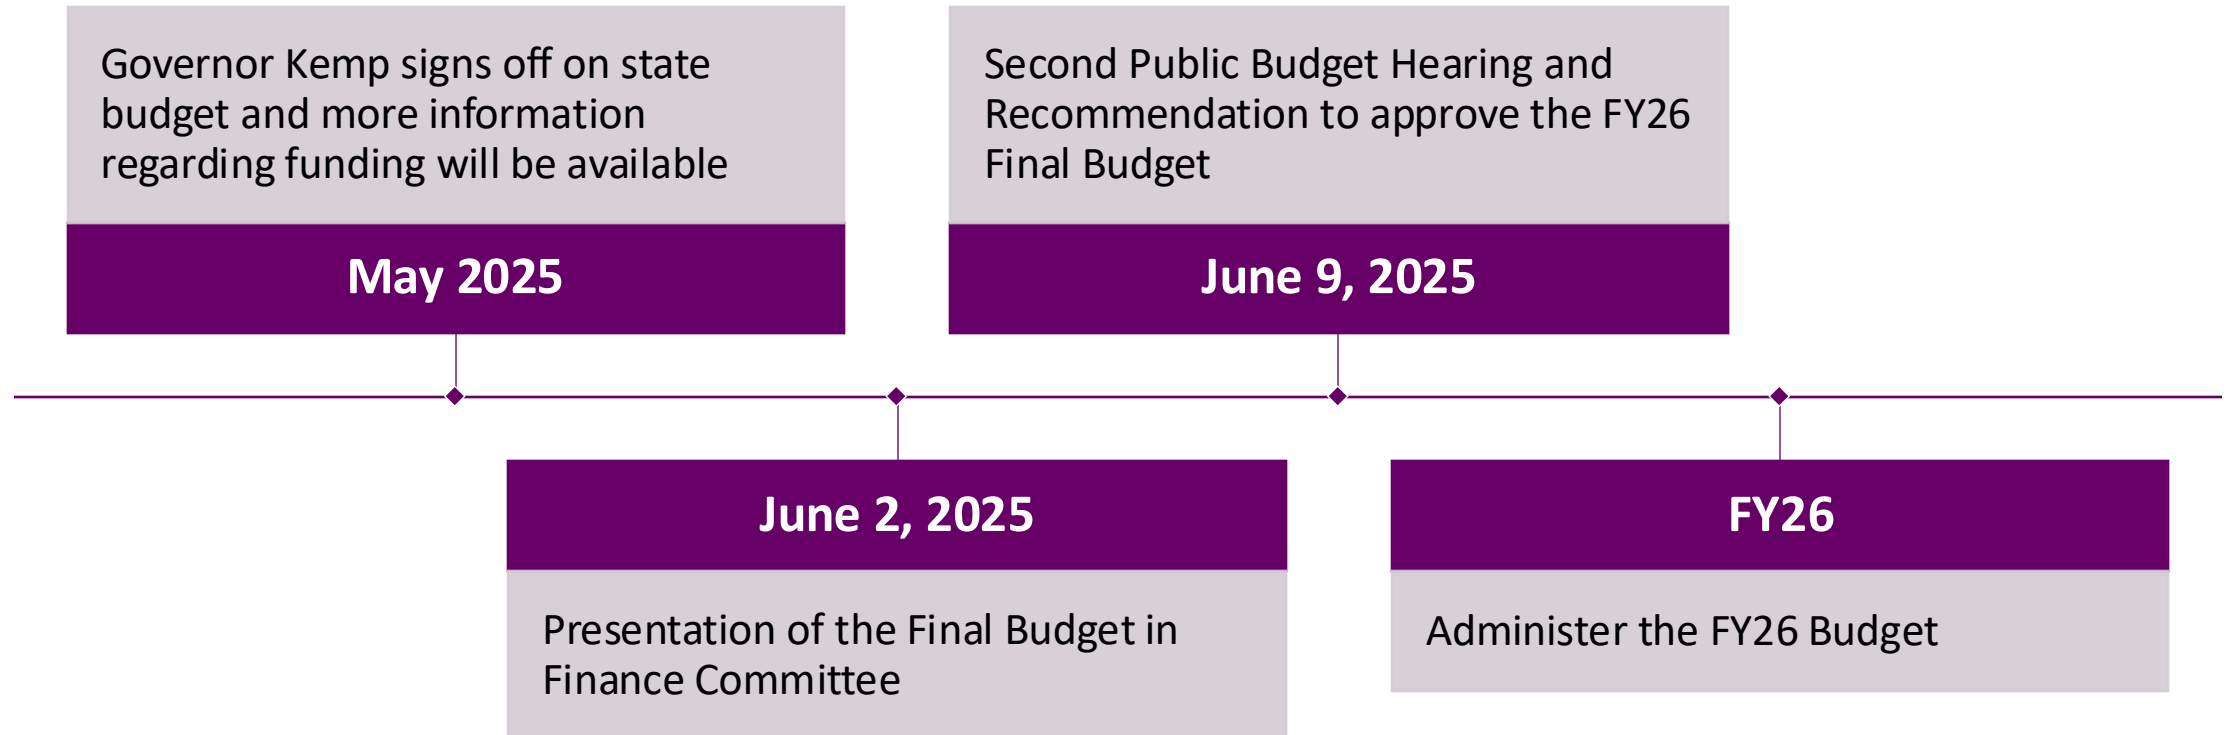 Governor Kemp signs off on state
budget and more information
regarding funding will be available
May 2025
June 2, 2025
Presentation of the Final Budget in
Finance Committee
Second Public Budget Hearing and
Recommendation to approve the FY26
Final Budget
June 9, 2025
FY26
Administer the FY26 Budget